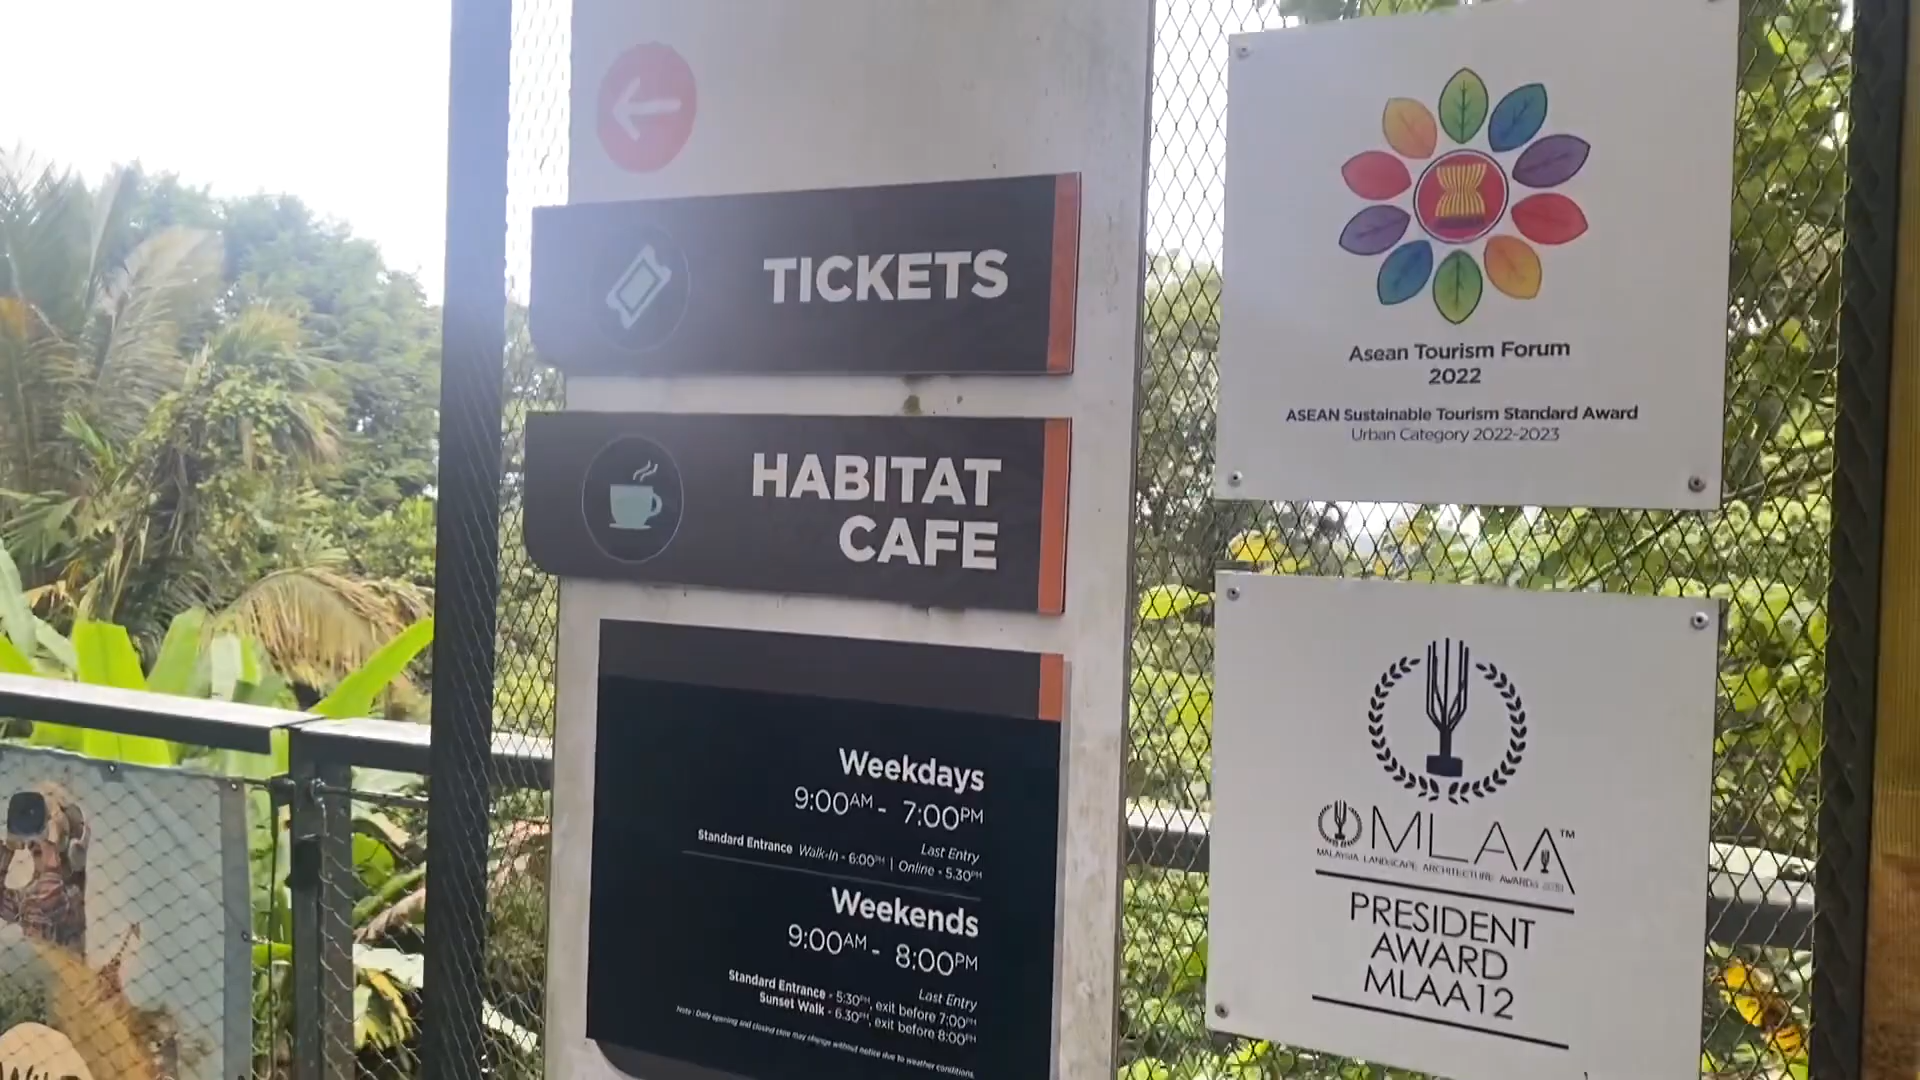 TICKETS
HABITAT
CAFE
Weekdays
9:00AM - 7:00PM
Last Entry
Standard Entrance Walk-In - 6:00PM | Online - 5.30PM
Weekends
9:00AM - 8:00PM
Last Entry
Standard Entrance - 5:30PM, exit before 7:00PM
Sunset Walk - 6.30PM, exit before 8:00PM
Note : Daily opening and closing time may change without notice due to weather conditions.
Asean Tourism Forum
2022
ASEAN Sustainable Tourism Standard Award
Urban Category 2022-2023
MLAA™
MALAYSIA LANDSCAPE ARCHITECTURE AWARDS
PRESIDENT
AWARD
MLAA12